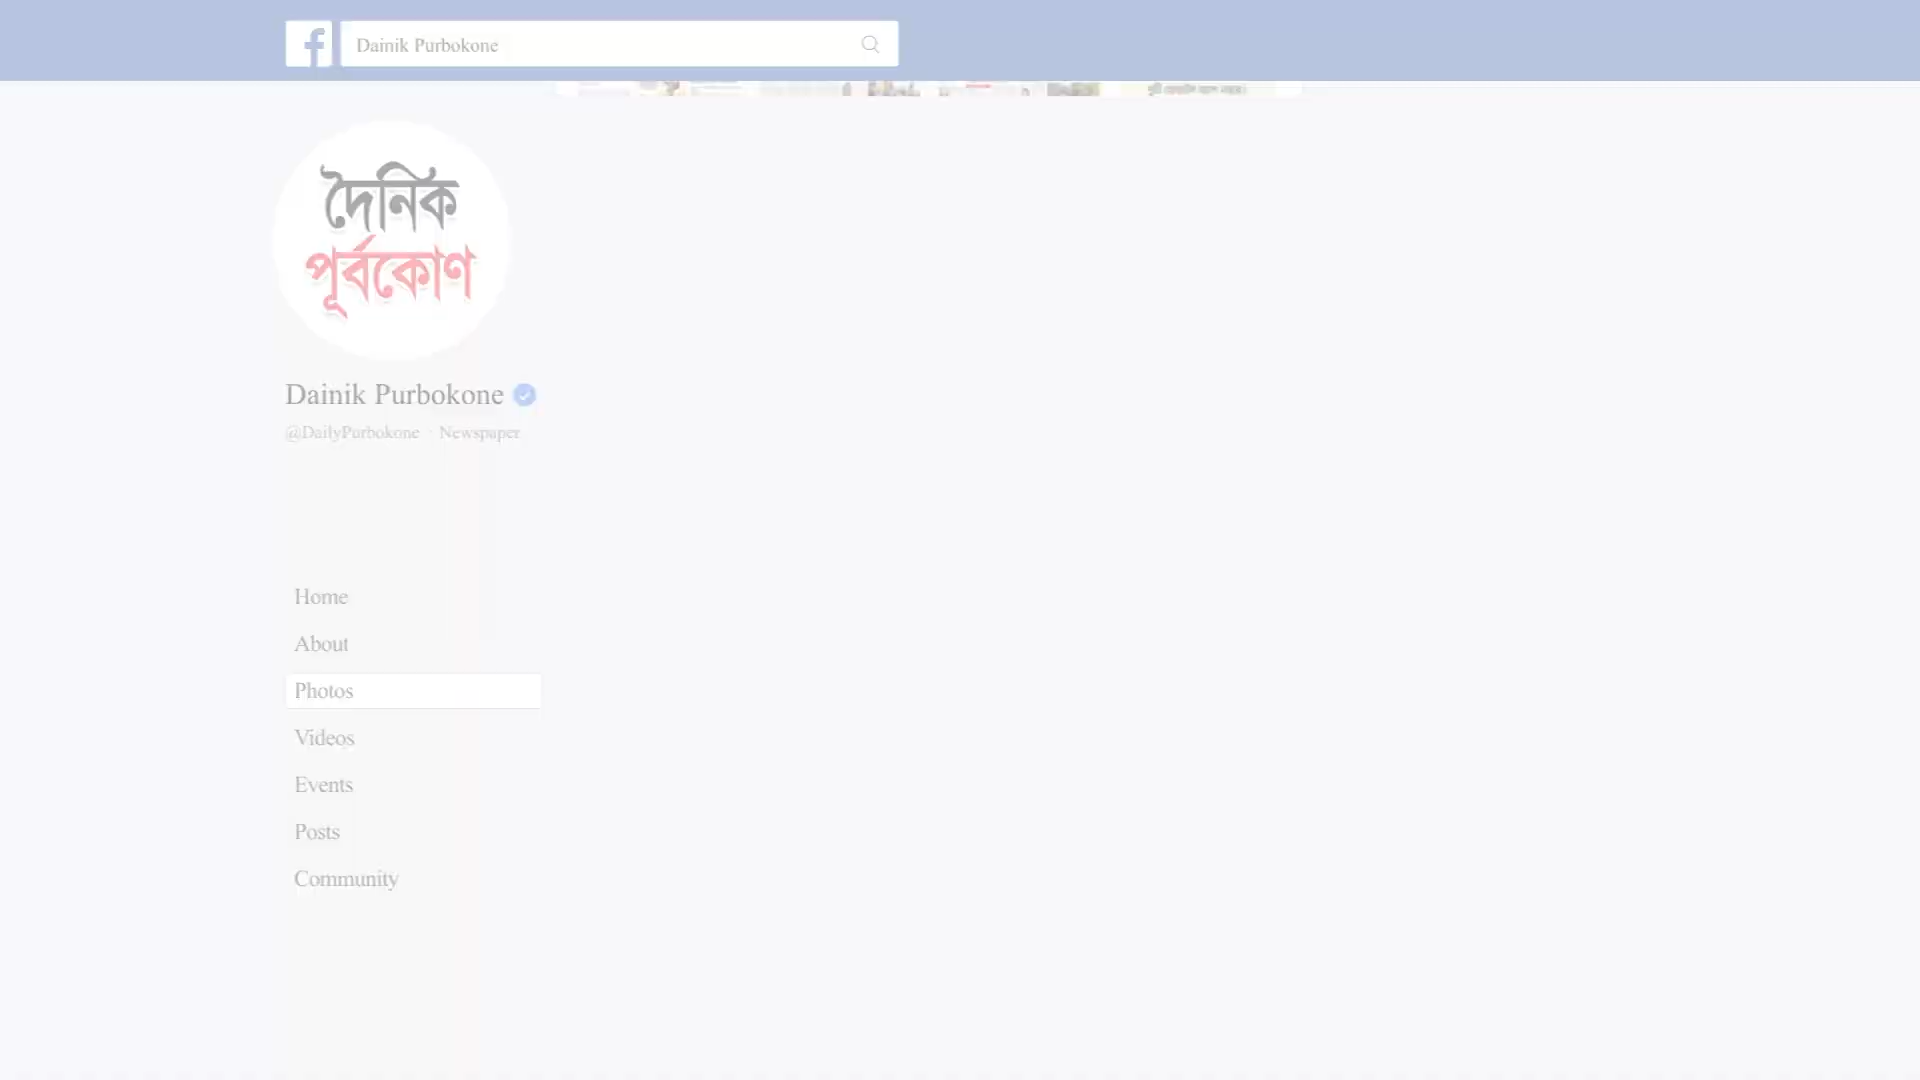 Dainik Purbokone
দৈনিক
পূর্বকোণ
Dainik Purbokone
@DailyPurbokone · Newspaper
Home
About
Photos
Videos
Events
Posts
Community